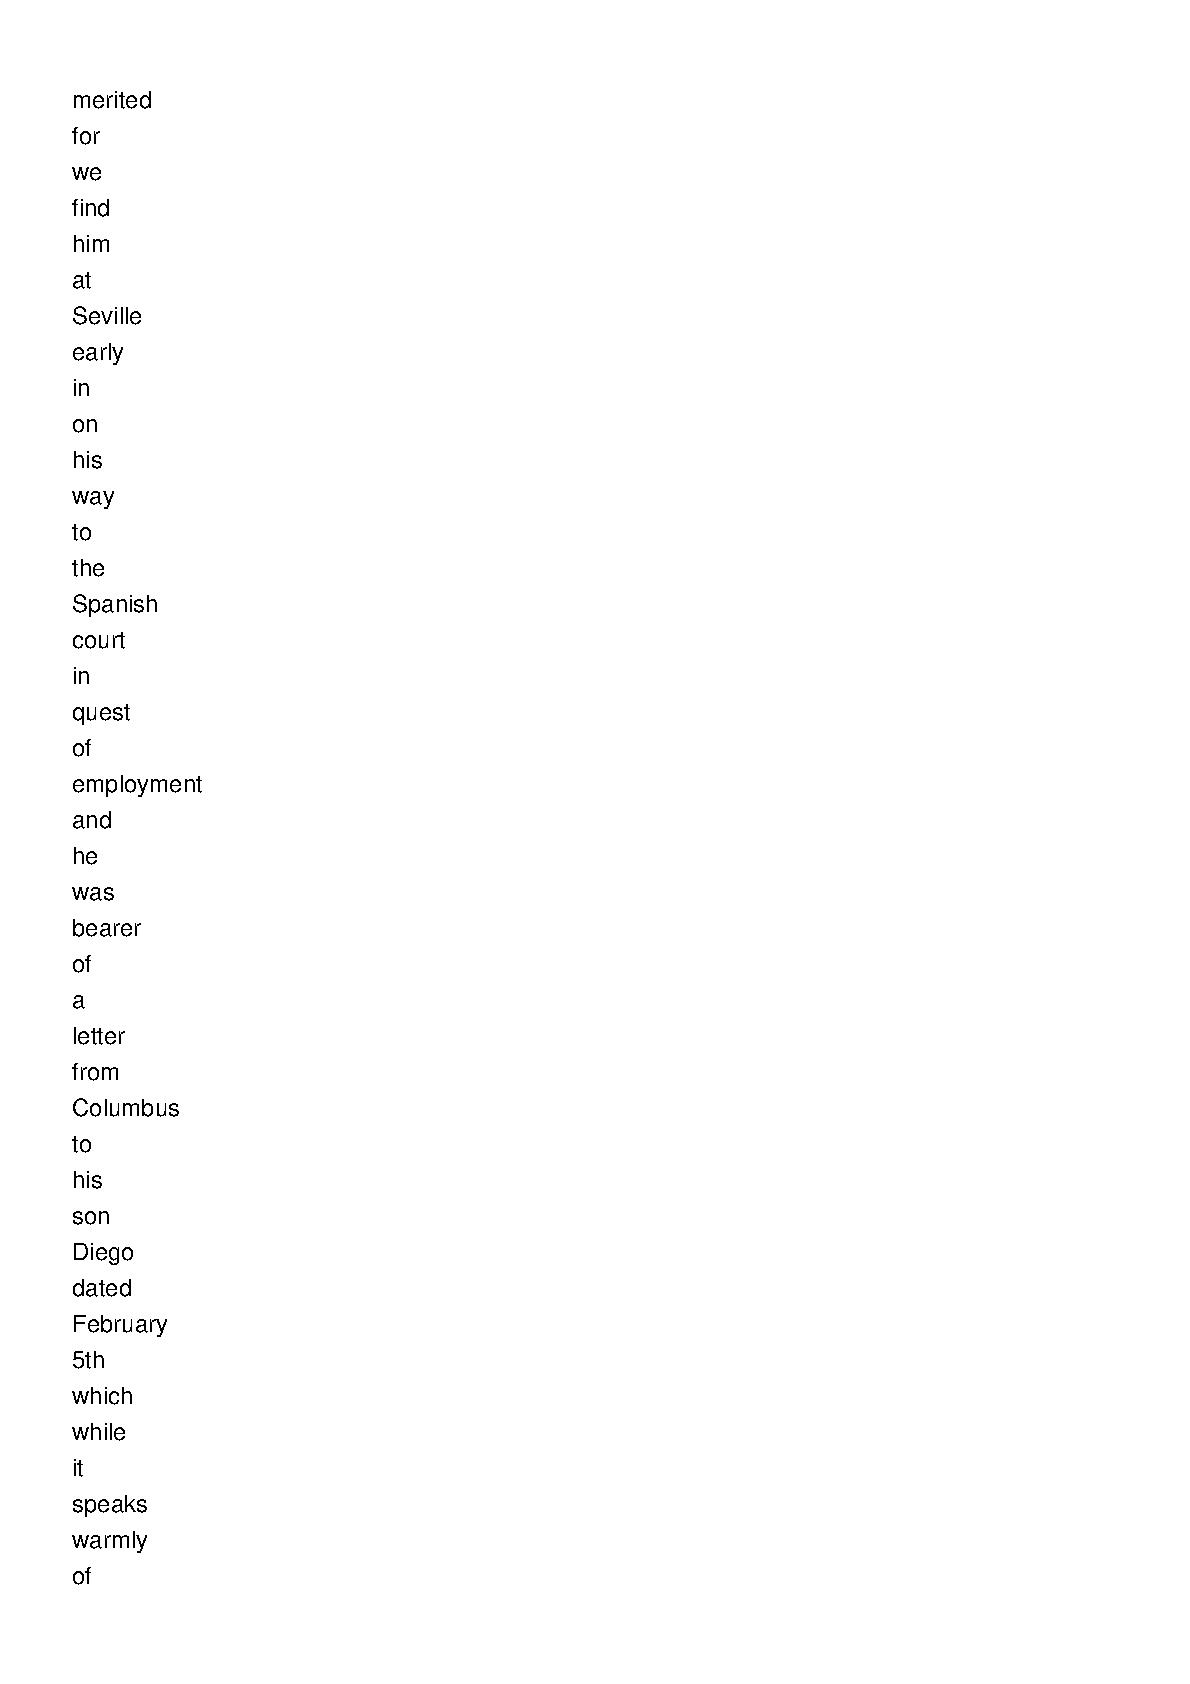 merited
for
we
find
him
at
Seville
early
in
on
his
way
to
the
Spanish
court
in
quest
of
employment
and
he
was
bearer
of
a
letter
from
Columbus
to
his
son
Diego
dated
February
5th
which
while
it
speaks
warmly
of